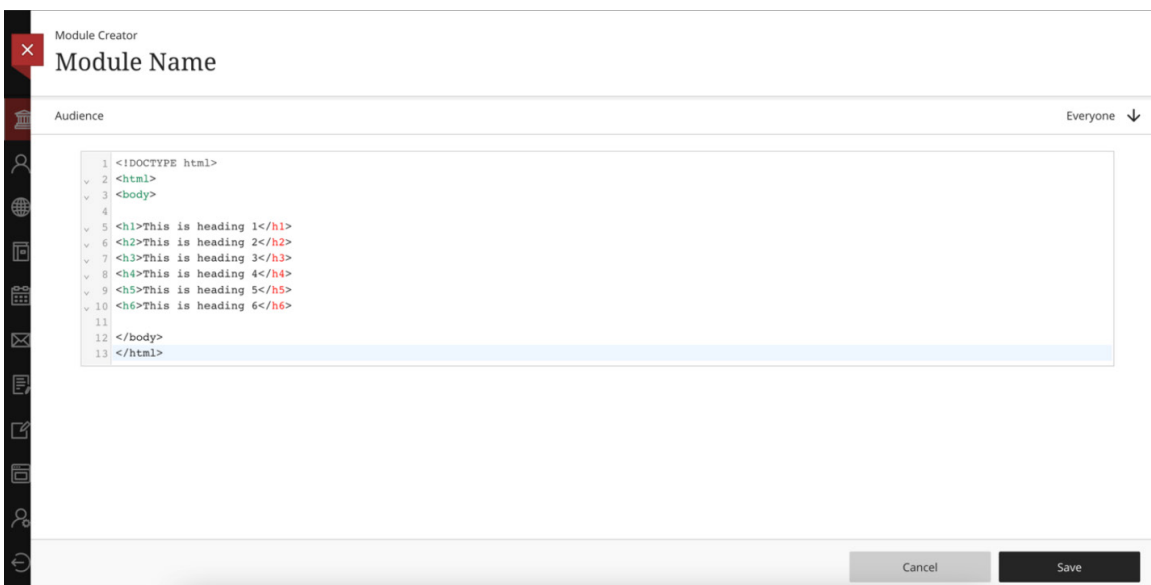 Module Creator
Module Name
Audience
Everyone
1 <!DOCTYPE html>
2 <html>
3 <body>
4
5 <h1>This is heading 1</h1>
6 <h2>This is heading 2</h2>
7 <h3>This is heading 3</h3>
8 <h4>This is heading 4</h4>
9 <h5>This is heading 5</h5>
10 <h6>This is heading 6</h6>
11
12 </body>
13 </html>
Cancel
Save